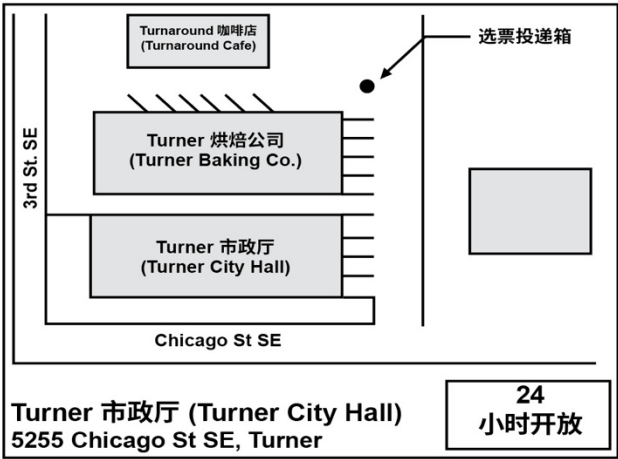 Turnaround 咖啡店
(Turnaround Cafe)
选票投递箱
Turner 烘焙公司
(Turner Baking Co.)
3rd St. SE
Turner 市政厅
(Turner City Hall)
Chicago St SE
Turner 市政厅 (Turner City Hall)
5255 Chicago St SE, Turner
24
小时开放